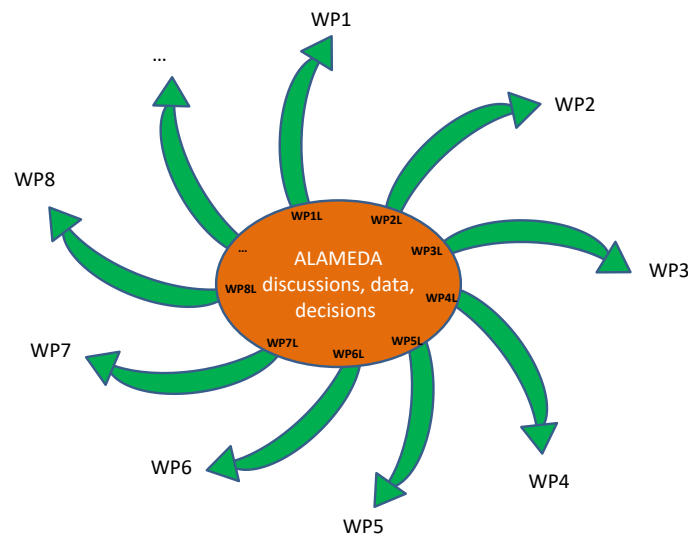 WP1
…
WP2
WP8
WP1L
WP2L
…
WP3L
ALAMEDA
discussions, data,
decisions
WP3
WP8L
WP4L
WP7L
WP6L
WP5L
WP7
WP6
WP4
WP5